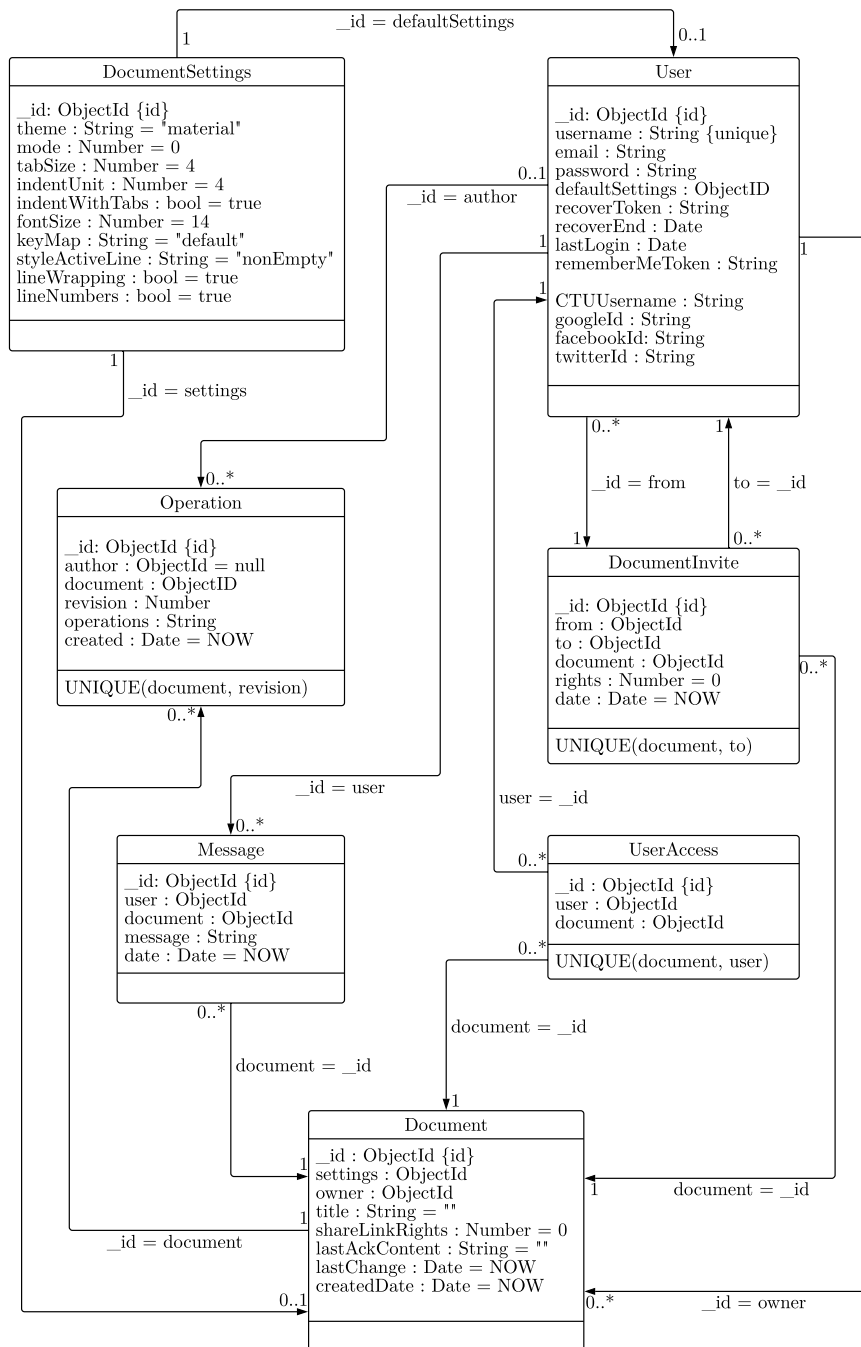 _id = defaultSettings
1
0..1
DocumentSettings
_id: ObjectId {id}
theme : String = "material"
mode : Number = 0
tabSize : Number = 4
indentUnit : Number = 4
indentWithTabs : bool = true
fontSize : Number = 14
keyMap : String = "default"
styleActiveLine : String = "nonEmpty"
lineWrapping : bool = true
lineNumbers : bool = true
User
_id: ObjectId {id}
username : String {unique}
email : String
password : String
defaultSettings : ObjectID
recoverToken : String
recoverEnd : Date
lastLogin : Date
rememberMeToken : String
CTUUsername : String
googleId : String
facebookId: String
twitterId : String
0..1
_id = author
1
1
1
1
_id = settings
0..*
_id = from
1
1
to = _id
0..*
0..*
Operation
_id: ObjectId {id}
author : ObjectId = null
document : ObjectID
revision : Number
operations : String
created : Date = NOW
UNIQUE(document, revision)
0..*
DocumentInvite
_id: ObjectId {id}
from : ObjectId
to : ObjectId
document : ObjectId
rights : Number = 0
date : Date = NOW
UNIQUE(document, to)
0..*
_id = user
user = _id
0..*
Message
_id: ObjectId {id}
user : ObjectId
document : ObjectId
message : String
date : Date = NOW
0..*
0..*
UserAccess
_id : ObjectId {id}
user : ObjectId
document : ObjectId
UNIQUE(document, user)
0..*
document = _id
document = _id
1
Document
_id : ObjectId {id}
settings : ObjectId
owner : ObjectId
title : String = ""
shareLinkRights : Number = 0
lastAckContent : String = ""
lastChange : Date = NOW
createdDate : Date = NOW
1
1
_id = document
0..1
1
document = _id
0..*
_id = owner